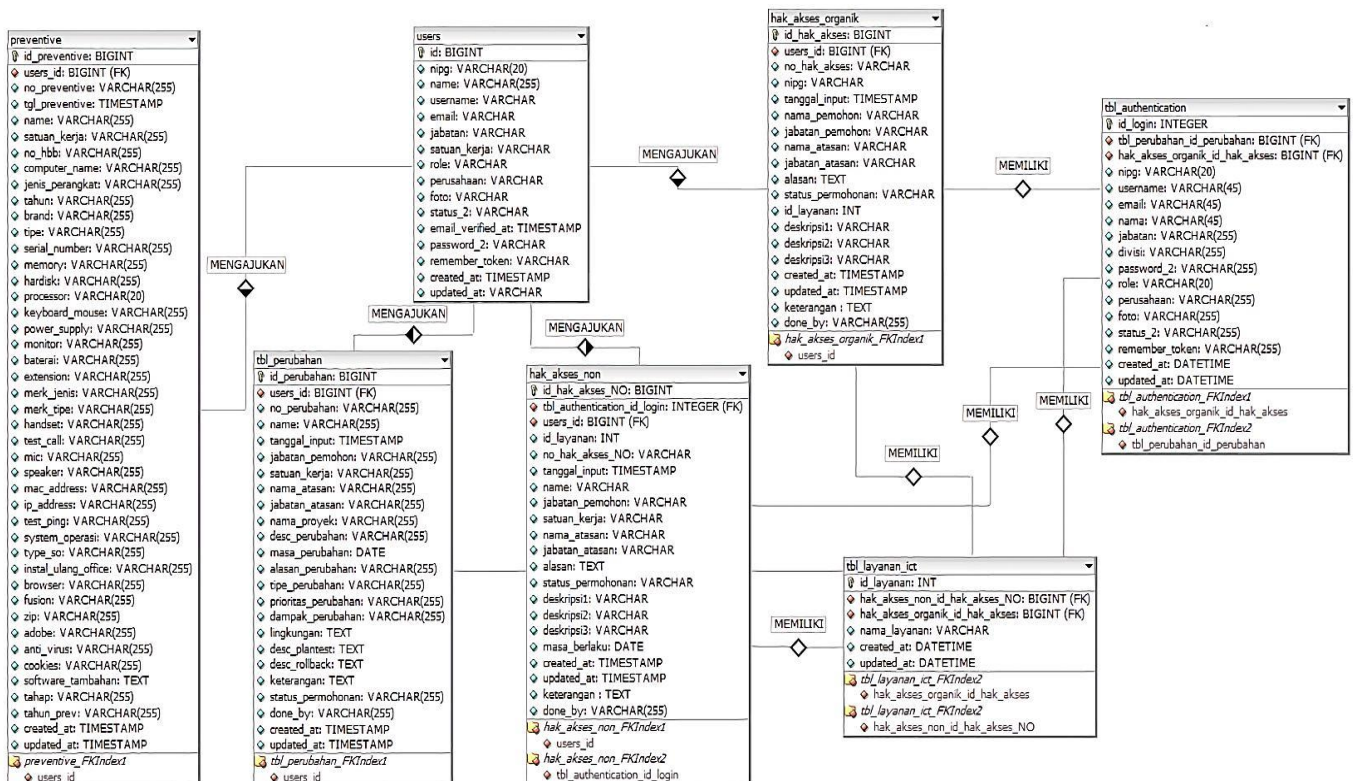 preventive
id_preventive: BIGINT
users_id: BIGINT (FK)
no_preventive: VARCHAR(255)
tgl_preventive: TIMESTAMP
name: VARCHAR(255)
satuan_kerja: VARCHAR(255)
no_hbb: VARCHAR(255)
computer_name: VARCHAR(255)
jenis_perangkat: VARCHAR(255)
tahun: VARCHAR(255)
brand: VARCHAR(255)
tipe: VARCHAR(255)
serial_number: VARCHAR(255)
memory: VARCHAR(255)
hardisk: VARCHAR(255)
processor: VARCHAR(20)
keyboard_mouse: VARCHAR(255)
power_supply: VARCHAR(255)
monitor: VARCHAR(255)
baterai: VARCHAR(255)
extension: VARCHAR(255)
merk_jenis: VARCHAR(255)
merk_tipe: VARCHAR(255)
handset: VARCHAR(255)
test_call: VARCHAR(255)
mic: VARCHAR(255)
speaker: VARCHAR(255)
mac_address: VARCHAR(255)
ip_address: VARCHAR(255)
test_ping: VARCHAR(255)
system_operasi: VARCHAR(255)
type_so: VARCHAR(255)
instal_ulang_office: VARCHAR(255)
browser: VARCHAR(255)
fusion: VARCHAR(255)
zip: VARCHAR(255)
adobe: VARCHAR(255)
anti_virus: VARCHAR(255)
cookies: VARCHAR(255)
software_tambahan: TEXT
tahap: VARCHAR(255)
tahun_prev: VARCHAR(255)
created_at: TIMESTAMP
updated_at: TIMESTAMP
preventive_FKIndex1
users_id
MENGAJUKAN
users
id: BIGINT
nipg: VARCHAR(20)
name: VARCHAR(255)
username: VARCHAR
email: VARCHAR
jabatan: VARCHAR
satuan_kerja: VARCHAR
role: VARCHAR
perusahaan: VARCHAR
foto: VARCHAR
status_2: VARCHAR
email_verified_at: TIMESTAMP
password_2: VARCHAR
remember_token: VARCHAR
created_at: TIMESTAMP
updated_at: VARCHAR
MENGAJUKAN
MENGAJUKAN
MENGAJUKAN
tbl_perubahan
id_perubahan: BIGINT
users_id: BIGINT (FK)
no_perubahan: VARCHAR(255)
name: VARCHAR(255)
tanggal_input: TIMESTAMP
jabatan_pemohon: VARCHAR(255)
satuan_kerja: VARCHAR(255)
nama_atasan: VARCHAR(255)
jabatan_atasan: VARCHAR(255)
nama_proyek: VARCHAR(255)
desc_perubahan: VARCHAR(255)
masa_perubahan: DATE
alasan_perubahan: VARCHAR(255)
tipe_perubahan: VARCHAR(255)
prioritas_perubahan: VARCHAR(255)
dampak_perubahan: VARCHAR(255)
lingkungan: TEXT
desc_plantest: TEXT
desc_rollback: TEXT
keterangan: TEXT
status_permohonan: VARCHAR(255)
done_by: VARCHAR(255)
created_at: TIMESTAMP
updated_at: TIMESTAMP
tbl_perubahan_FKIndex1
users_id
hak_akses_non
id_hak_akses_NO: BIGINT
tbl_authentication_id_login: INTEGER (FK)
users_id: BIGINT (FK)
id_layanan: INT
no_hak_akses_NO: VARCHAR
tanggal_input: TIMESTAMP
name: VARCHAR
jabatan_pemohon: VARCHAR
satuan_kerja: VARCHAR
nama_atasan: VARCHAR
jabatan_atasan: VARCHAR
alasan: TEXT
status_permohonan: VARCHAR
deskripsi1: VARCHAR
deskripsi2: VARCHAR
deskripsi3: VARCHAR
masa_berlaku: DATE
created_at: TIMESTAMP
updated_at: TIMESTAMP
keterangan : TEXT
done_by: VARCHAR(255)
hak_akses_non_FKIndex1
users_id
hak_akses_non_FKIndex2
tbl_authentication_id_login
hak_akses_organik
id_hak_akses: BIGINT
users_id: BIGINT (FK)
no_hak_akses: VARCHAR
nipg: VARCHAR
tanggal_input: TIMESTAMP
nama_pemohon: VARCHAR
jabatan_pemohon: VARCHAR
nama_atasan: VARCHAR
jabatan_atasan: VARCHAR
alasan: TEXT
status_permohonan: VARCHAR
id_layanan: INT
deskripsi1: VARCHAR
deskripsi2: VARCHAR
deskripsi3: VARCHAR
created_at: TIMESTAMP
updated_at: TIMESTAMP
keterangan : TEXT
done_by: VARCHAR(255)
hak_akses_organik_FKIndex1
users_id
MEMILIKI
MEMILIKI
MEMILIKI
MEMILIKI
MEMILIKI
tbl_authentication
id_login: INTEGER
tbl_perubahan_id_perubahan: BIGINT (FK)
hak_akses_organik_id_hak_akses: BIGINT (FK)
nipg: VARCHAR(20)
username: VARCHAR(45)
email: VARCHAR(45)
nama: VARCHAR(45)
jabatan: VARCHAR(255)
divisi: VARCHAR(255)
password_2: VARCHAR(255)
role: VARCHAR(20)
perusahaan: VARCHAR(255)
foto: VARCHAR(255)
status_2: VARCHAR(255)
remember_token: VARCHAR(255)
created_at: DATETIME
updated_at: DATETIME
tbl_authentication_FKIndex1
hak_akses_organik_id_hak_akses
tbl_authentication_FKIndex2
tbl_perubahan_id_perubahan
tbl_layanan_ict
id_layanan: INT
hak_akses_non_id_hak_akses_NO: BIGINT (FK)
hak_akses_organik_id_hak_akses: BIGINT (FK)
nama_layanan: VARCHAR
created_at: DATETIME
updated_at: DATETIME
tbl_layanan_ict_FKIndex2
hak_akses_organik_id_hak_akses
tbl_layanan_ict_FKIndex2
hak_akses_non_id_hak_akses_NO